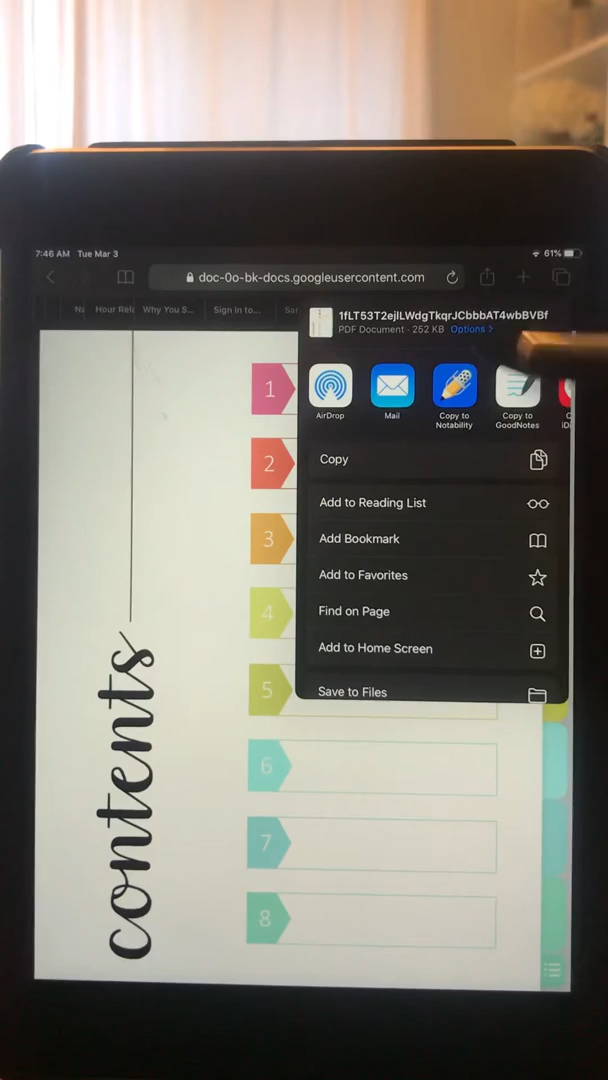 7:46 AM Tue Mar 3
61%
doc-0o-bk-docs.googleusercontent.com
Why You S...
Sign in to...
1fLT53T2ejlLWdgTkqrJCbbbAT4wbBVBf
PDF Document · 252 KB Options >
AirDrop
Mail
Copy to
Notability
Copy to
GoodNotes
Copy
Add to Reading List
Add Bookmark
Add to Favorites
Find on Page
Add to Home Screen
Save to Files
1
2
3
4
5
6
7
8
contents